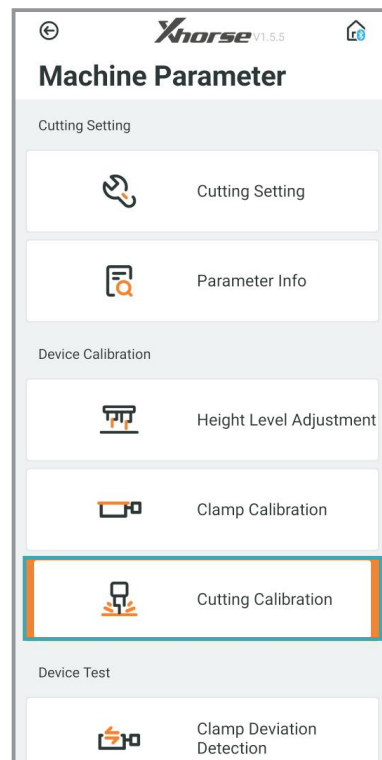 Xhorse V1.5.5
Machine Parameter
Cutting Setting
Cutting Setting
Parameter Info
Device Calibration
Height Level Adjustment
Clamp Calibration
Cutting Calibration
Device Test
Clamp Deviation
Detection